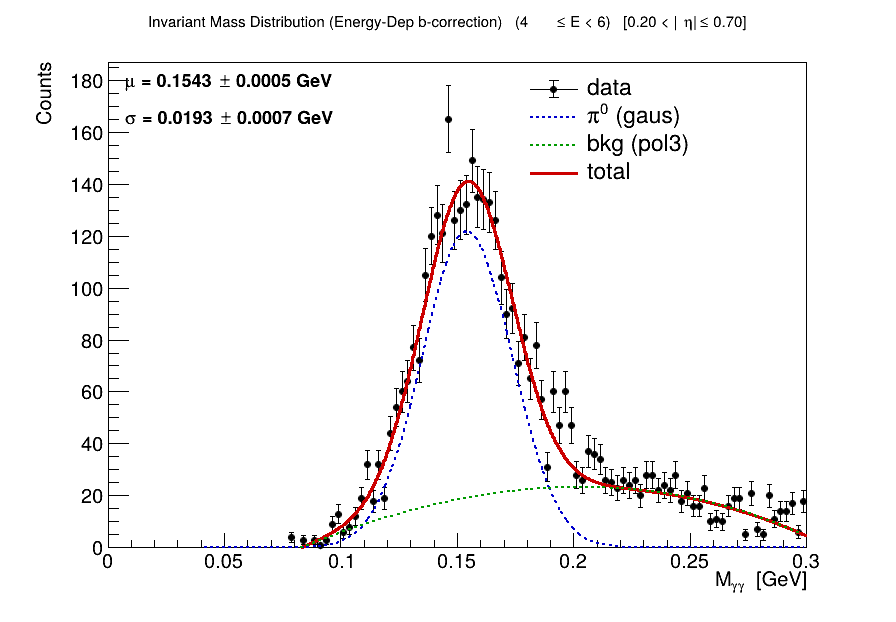 Invariant Mass Distribution (Energy-Dep b-correction) (4 ≤ E < 6) [0.20 < | η| ≤ 0.70]
Counts
μ = 0.1543 ± 0.0005 GeV
σ = 0.0193 ± 0.0007 GeV
data
π⁰ (gaus)
bkg (pol3)
total
180
160
140
120
100
80
60
40
20
0
0 0.05 0.1 0.15 0.2 0.25 0.3
Mγγ [GeV]